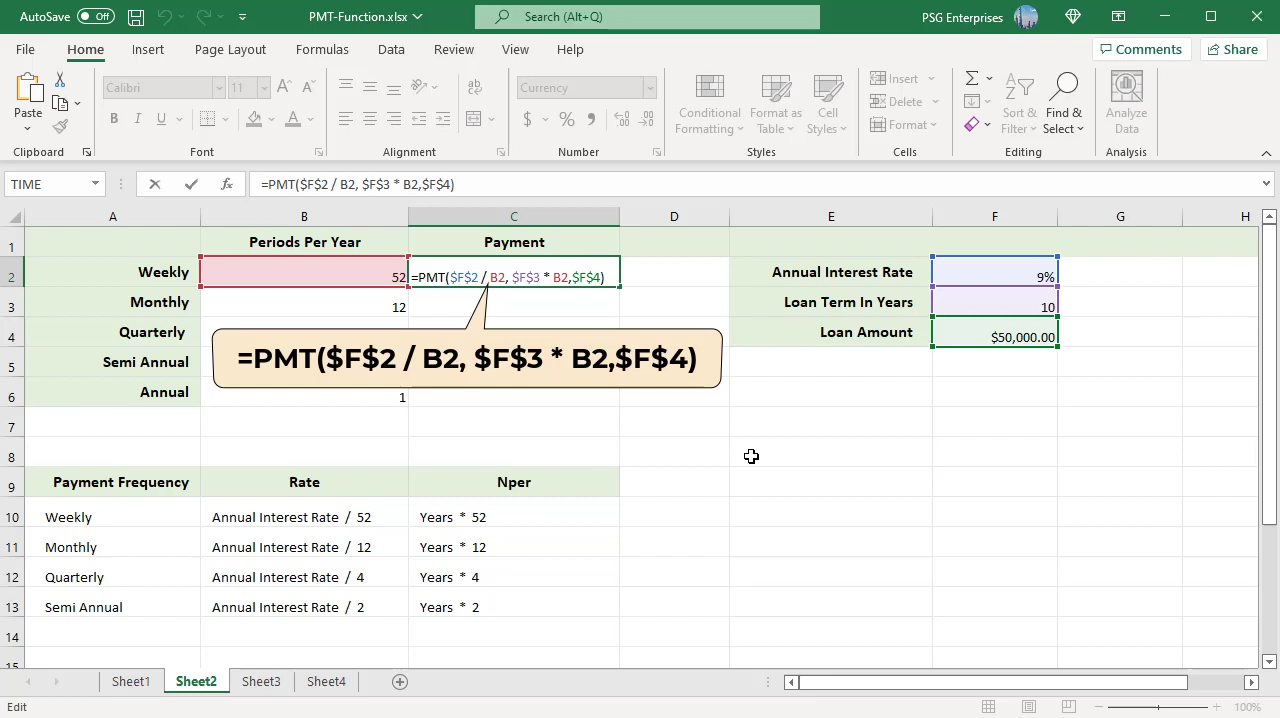 AutoSave Off PMT-Function.xlsx Search (Alt+Q) PSG Enterprises
File Home Insert Page Layout Formulas Data Review View Help Comments Share
Paste Calibri 11 A A ab Currency Conditional Formatting Format as Table Cell Styles Insert Delete Format Sort & Filter Find & Select Analyze Data
B I U A $ % 9
Clipboard Font Alignment Number Styles Cells Editing Analysis
TIME fx =PMT($F$2 / B2, $F$3 * B2,$F$4)
A B C D E F G H
1 Periods Per Year Payment
2 Weekly 52 =PMT($F$2 / B2, $F$3 * B2,$F$4) Annual Interest Rate 9%
3 Monthly 12 Loan Term In Years 10
4 Quarterly Loan Amount $50,000.00
=PMT($F$2 / B2, $F$3 * B2,$F$4)
5 Semi Annual
6 Annual 1
7
8
9 Payment Frequency Rate Nper
10 Weekly Annual Interest Rate / 52 Years * 52
11 Monthly Annual Interest Rate / 12 Years * 12
12 Quarterly Annual Interest Rate / 4 Years * 4
13 Semi Annual Annual Interest Rate / 2 Years * 2
14
15
Sheet1 Sheet2 Sheet3 Sheet4
Edit 100%